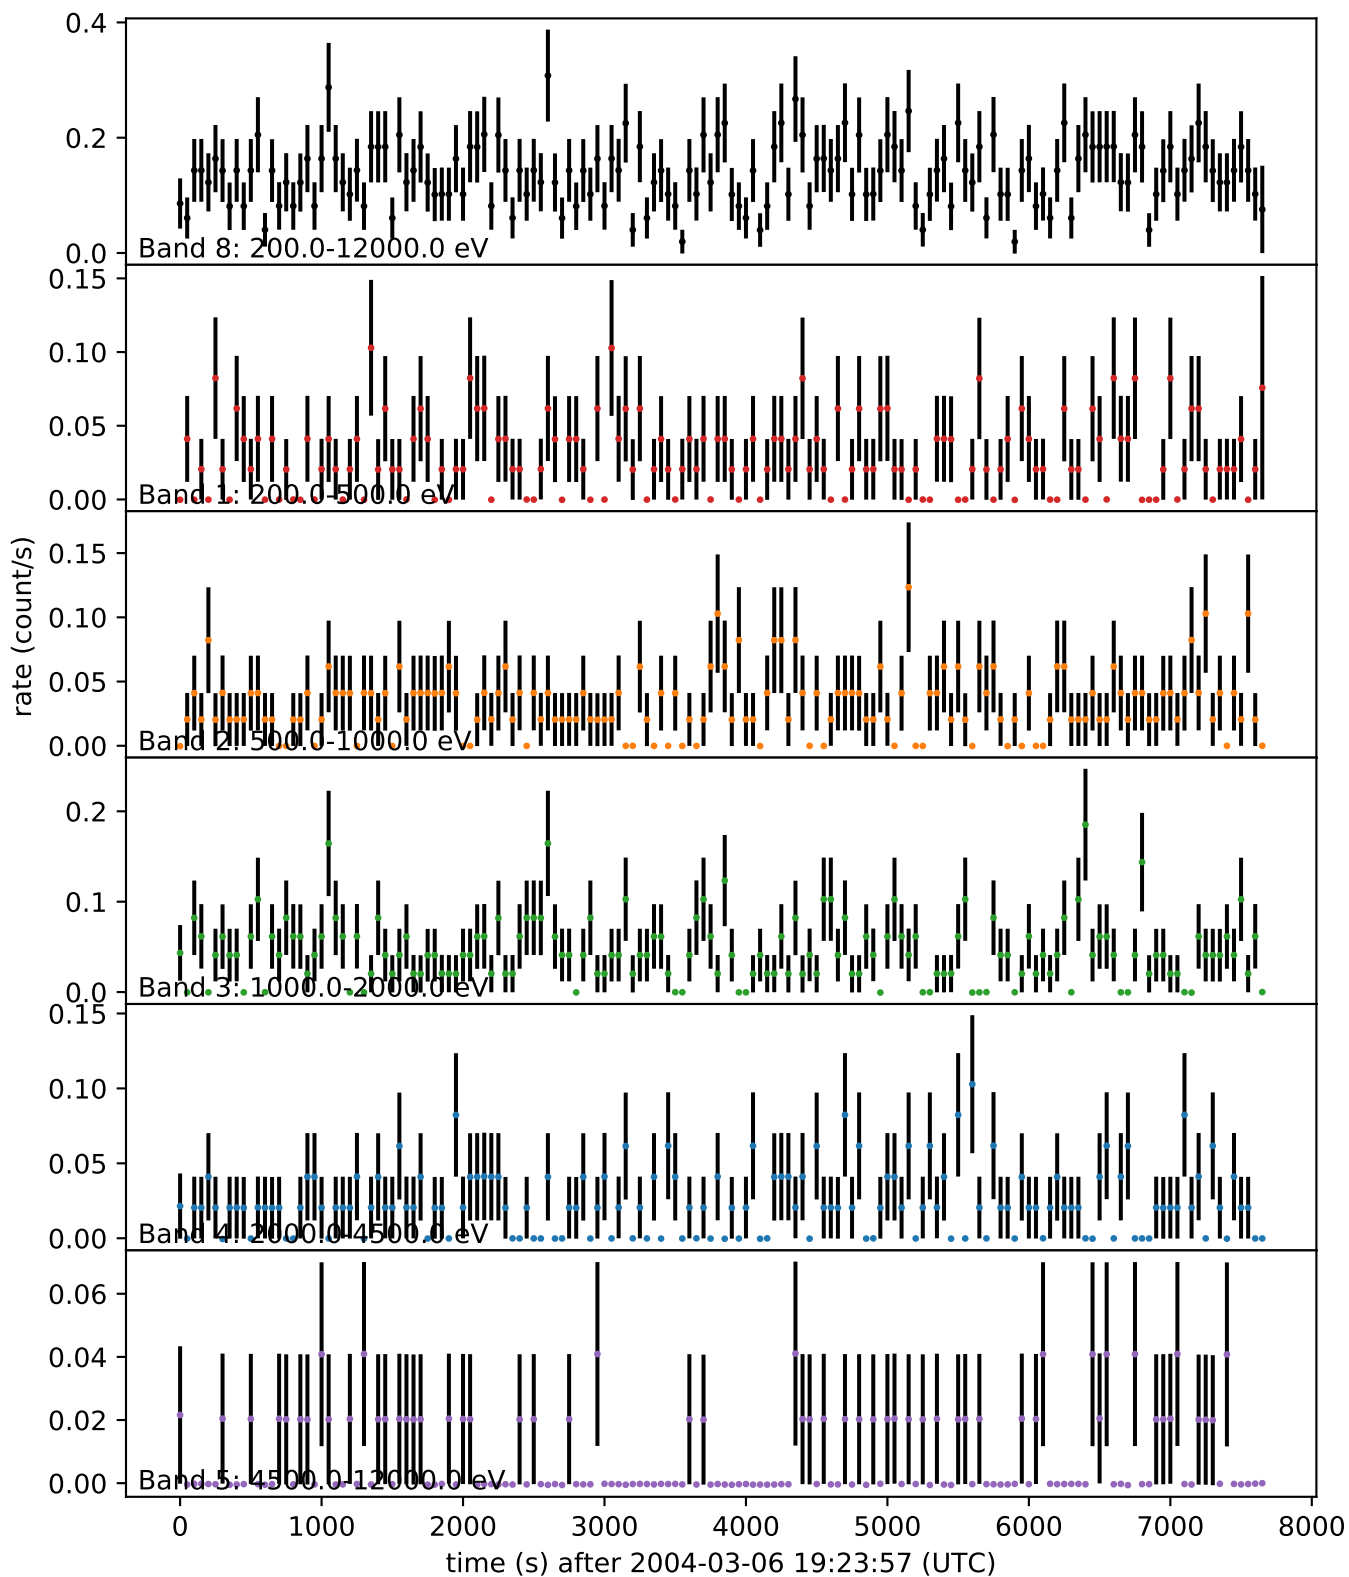 0.4
0.2
0.0
Band 8: 200.0-12000.0 eV
0.15
0.10
0.05
0.00
Band 1: 200.0-500.0 eV
0.15
0.10
0.05
0.00
Band 2: 500.0-1000.0 eV
rate (count/s)
0.2
0.1
0.0
Band 3: 1000.0-2000.0 eV
0.15
0.10
0.05
0.00
Band 4: 2000.0-4500.0 eV
0.06
0.04
0.02
0.00
Band 5: 4500.0-12000.0 eV
0 1000 2000 3000 4000 5000 6000 7000 8000
time (s) after 2004-03-06 19:23:57 (UTC)